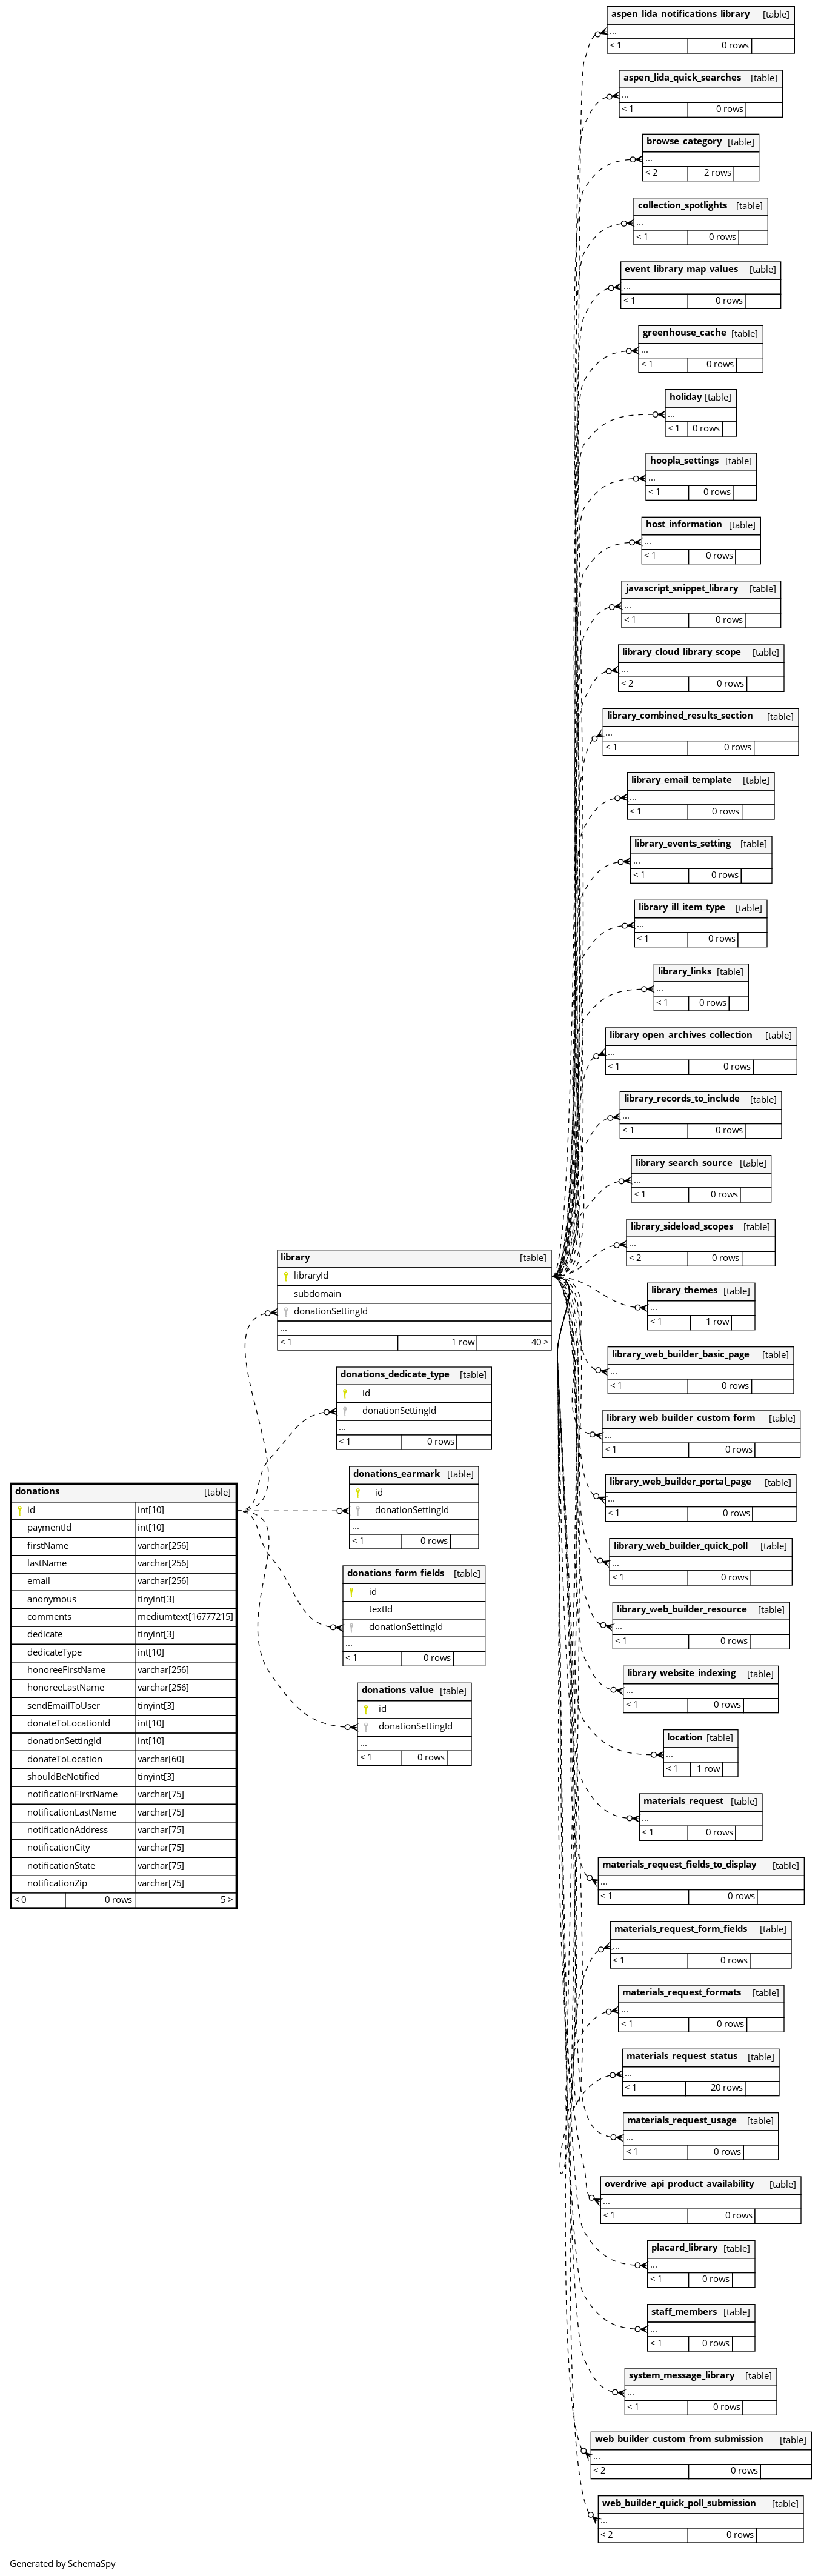 aspen_lida_notifications_library [table]
...
< 1 0 rows
aspen_lida_quick_searches [table]
...
< 1 0 rows
browse_category [table]
...
< 2 2 rows
collection_spotlights [table]
...
< 1 0 rows
event_library_map_values [table]
...
< 1 0 rows
greenhouse_cache [table]
...
< 1 0 rows
holiday [table]
...
< 1 0 rows
hoopla_settings [table]
...
< 1 0 rows
host_information [table]
...
< 1 0 rows
javascript_snippet_library [table]
...
< 1 0 rows
library_cloud_library_scope [table]
...
< 2 0 rows
library_combined_results_section [table]
...
< 1 0 rows
library_email_template [table]
...
< 1 0 rows
library_events_setting [table]
...
< 1 0 rows
library_ill_item_type [table]
...
< 1 0 rows
library_links [table]
...
< 1 0 rows
library_open_archives_collection [table]
...
< 1 0 rows
library_records_to_include [table]
...
< 1 0 rows
library_search_source [table]
...
< 1 0 rows
library_sideload_scopes [table]
...
< 2 0 rows
library_themes [table]
...
< 1 1 row
library_web_builder_basic_page [table]
...
< 1 0 rows
library_web_builder_custom_form [table]
...
< 1 0 rows
library_web_builder_portal_page [table]
...
< 1 0 rows
library_web_builder_quick_poll [table]
...
< 1 0 rows
library_web_builder_resource [table]
...
< 1 0 rows
library_website_indexing [table]
...
< 1 0 rows
location [table]
...
< 1 1 row
materials_request [table]
...
< 1 0 rows
materials_request_fields_to_display [table]
...
< 1 0 rows
materials_request_form_fields [table]
...
< 1 0 rows
materials_request_formats [table]
...
< 1 0 rows
materials_request_status [table]
...
< 1 20 rows
materials_request_usage [table]
...
< 1 0 rows
overdrive_api_product_availability [table]
...
< 1 0 rows
placard_library [table]
...
< 1 0 rows
staff_members [table]
...
< 1 0 rows
system_message_library [table]
...
< 1 0 rows
web_builder_custom_from_submission [table]
...
< 2 0 rows
web_builder_quick_poll_submission [table]
...
< 2 0 rows
library [table]
libraryId
subdomain
donationSettingId
...
< 1 1 row 40 >
donations_dedicate_type [table]
id
donationSettingId
...
< 1 0 rows
donations_earmark [table]
id
donationSettingId
...
< 1 0 rows
donations_form_fields [table]
id
textId
donationSettingId
...
< 1 0 rows
donations_value [table]
id
donationSettingId
...
< 1 0 rows
donations [table]
id int[10]
paymentId int[10]
firstName varchar[256]
lastName varchar[256]
email varchar[256]
anonymous tinyint[3]
comments mediumtext[16777215]
dedicate tinyint[3]
dedicateType int[10]
honoreeFirstName varchar[256]
honoreeLastName varchar[256]
sendEmailToUser tinyint[3]
donateToLocationId int[10]
donationSettingId int[10]
donateToLocation varchar[60]
shouldBeNotified tinyint[3]
notificationFirstName varchar[75]
notificationLastName varchar[75]
notificationAddress varchar[75]
notificationCity varchar[75]
notificationState varchar[75]
notificationZip varchar[75]
< 0 0 rows 5 >
Generated by SchemaSpy